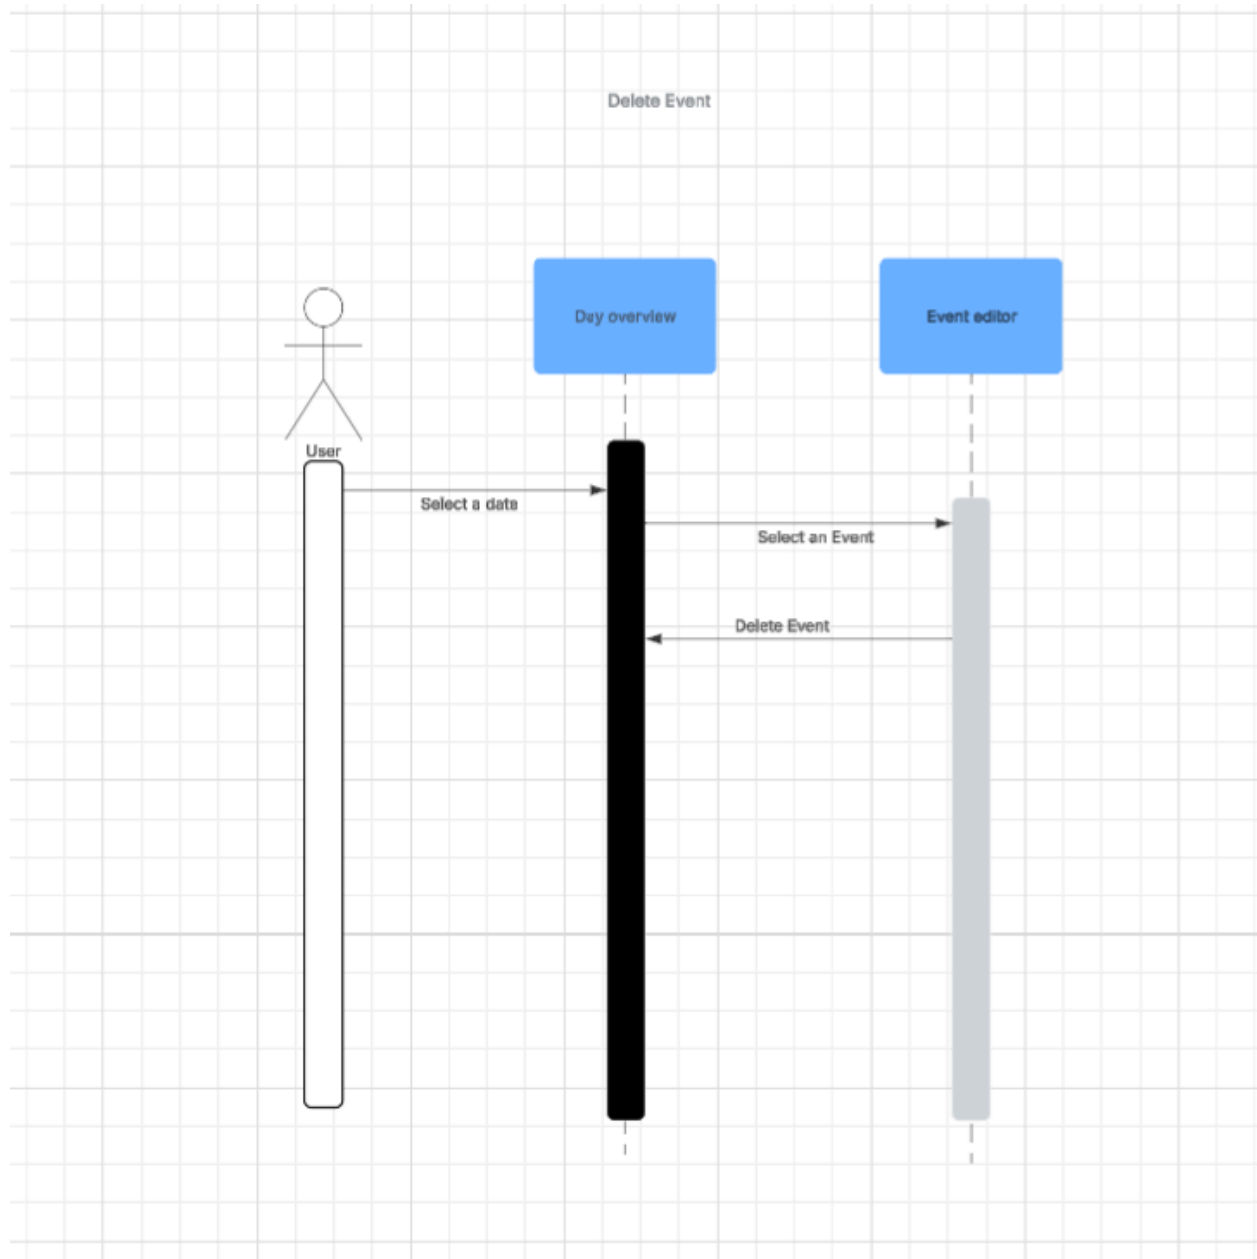 Delete Event
Day overview
Event editor
User
Select a date
Select an Event
Delete Event